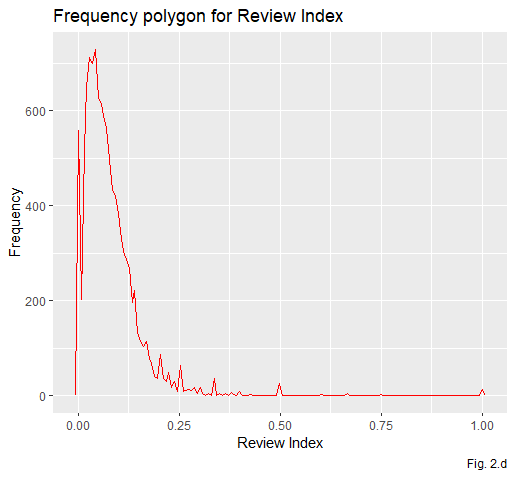 Frequency polygon for Review Index
Frequency
600
400
200
0
0.00 0.25 0.50 0.75 1.00
Review Index
Fig. 2.d